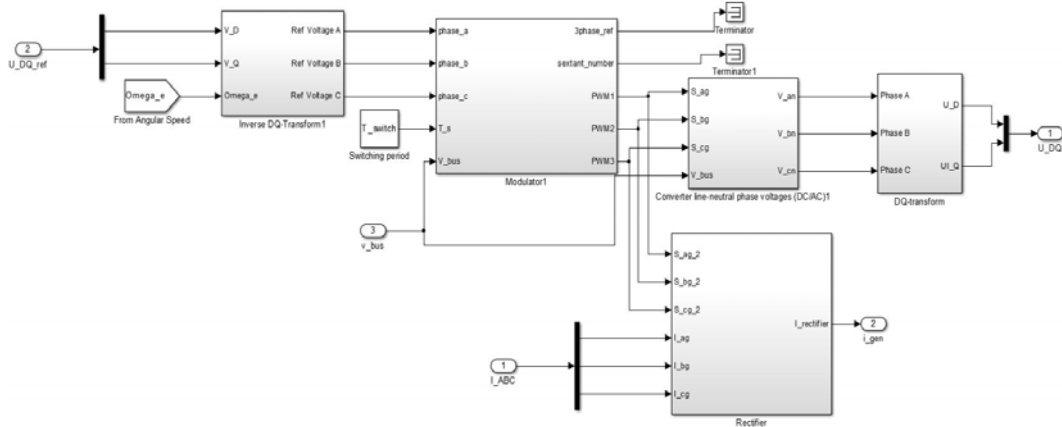 2
U_DQ_ref
V_D
V_Q
Omega_e
Ref Voltage A
Ref Voltage B
Ref Voltage C
Inverse DQ-Transform1
Omega_e
From Angular Speed
T_switch
Switching period
phase_a
phase_b
phase_c
T_s
V_bus
3phase_ref
sextant_number
PWM1
PWM2
PWM3
Modulator1
Terminator
Terminator1
S_ag
S_bg
S_cg
V_bus
V_an
V_bn
V_cn
Converter line-neutral phase voltages (DC/AC)1
Phase A
Phase B
Phase C
U_D
UI_Q
DQ-transform
1
U_DQ
3
v_bus
S_ag_2
S_bg_2
S_cg_2
I_ag
I_bg
I_cg
I_rectifier
Rectifier
2
i_gen
1
I_ABC